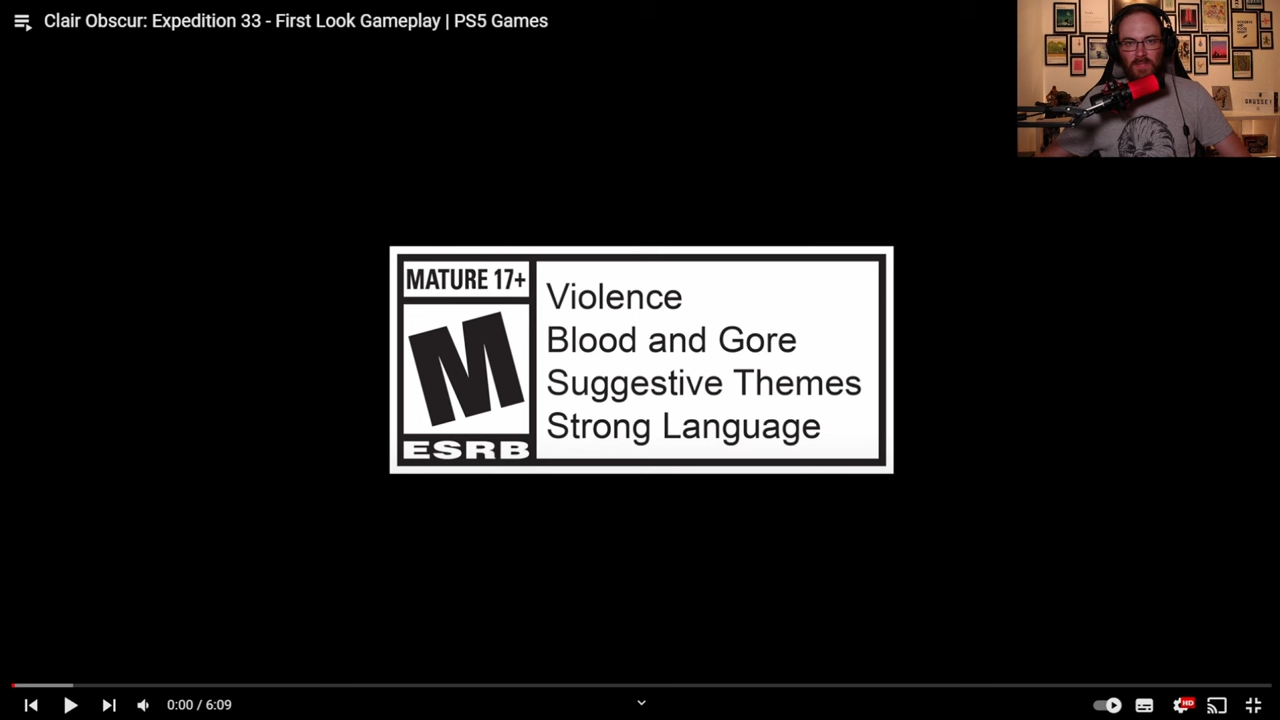 Clair Obscur: Expedition 33 - First Look Gameplay | PS5 Games
MATURE 17+
M
ESRB
Violence
Blood and Gore
Suggestive Themes
Strong Language
0:00 / 6:09
HD